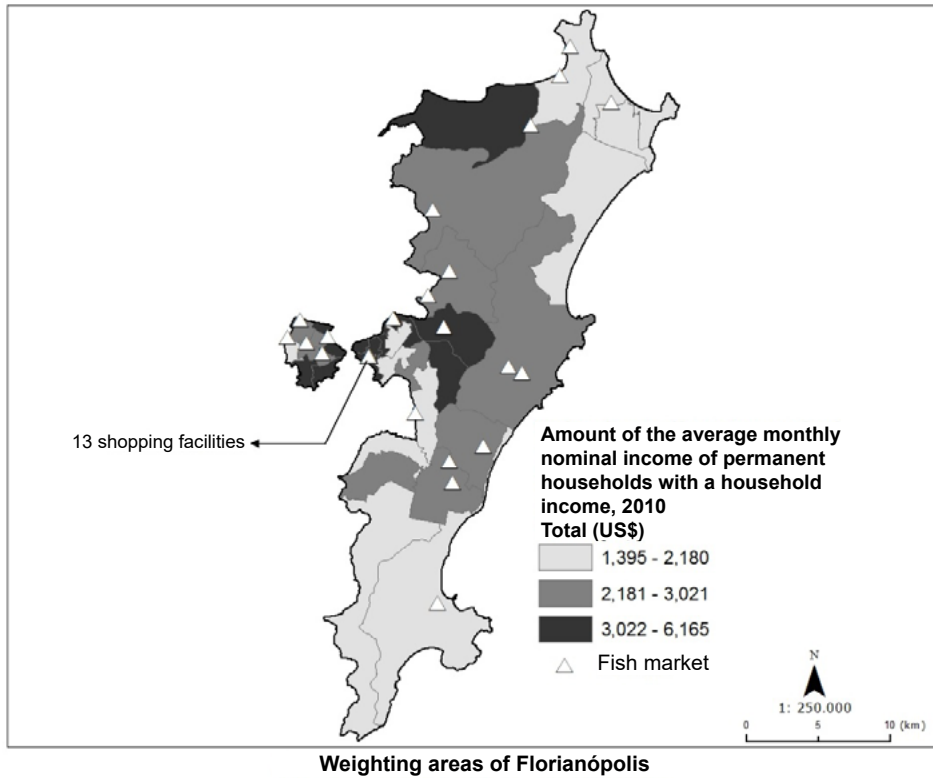 13 shopping facilities
Amount of the average monthly
nominal income of permanent
households with a household
income, 2010
Total (US$)
1,395 - 2,180
2,181 - 3,021
3,022 - 6,165
Fish market
N
1: 250.000
0 5 10 (km)
Weighting areas of Florianópolis